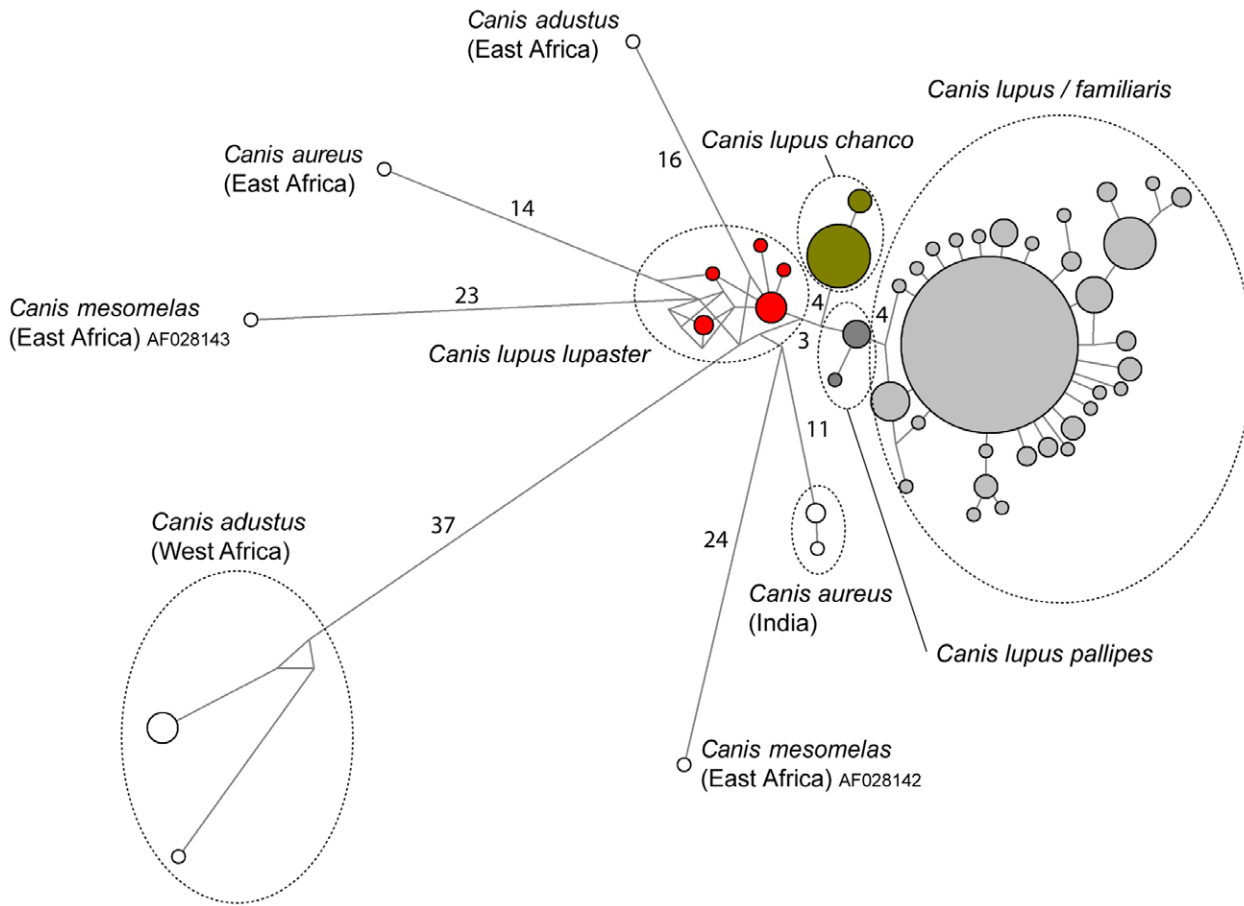 Canis adustus
(East Africa)
Canis lupus / familiaris
Canis lupus chanco
Canis aureus
(East Africa)
16
14
Canis mesomelas
(East Africa) AF028143
23
4
4
3
Canis lupus lupaster
11
Canis adustus
(West Africa)
37
24
Canis aureus
(India)
Canis lupus pallipes
Canis mesomelas
(East Africa) AF028142